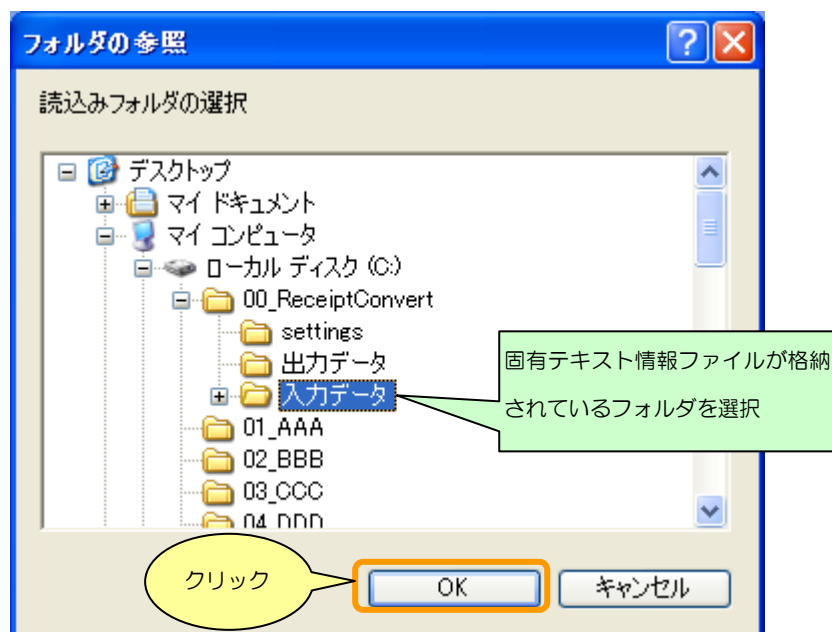 フォルダの参照
読込みフォルダの選択
デスクトップ
マイ ドキュメント
マイ コンピュータ
ローカル ディスク (C:)
00_ReceiptConvert
settings
出力データ
入力データ
固有テキスト情報ファイルが格納
されているフォルダを選択
01_AAA
02_BBB
03_CCC
04_DDD
クリック
OK
キャンセル